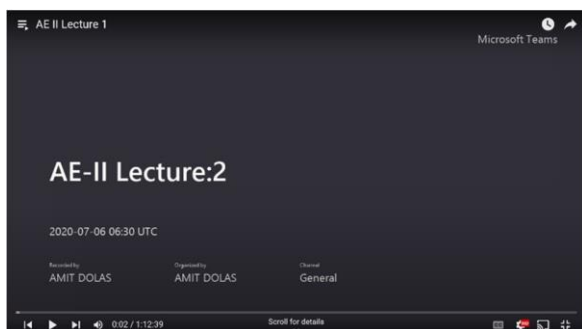 AE II Lecture 1
Microsoft Teams
AE-II Lecture:2
2020-07-06 06:30 UTC
Recorded by Organized by Channel
AMIT DOLAS AMIT DOLAS General
0:02 / 1:12:39 Scroll for details